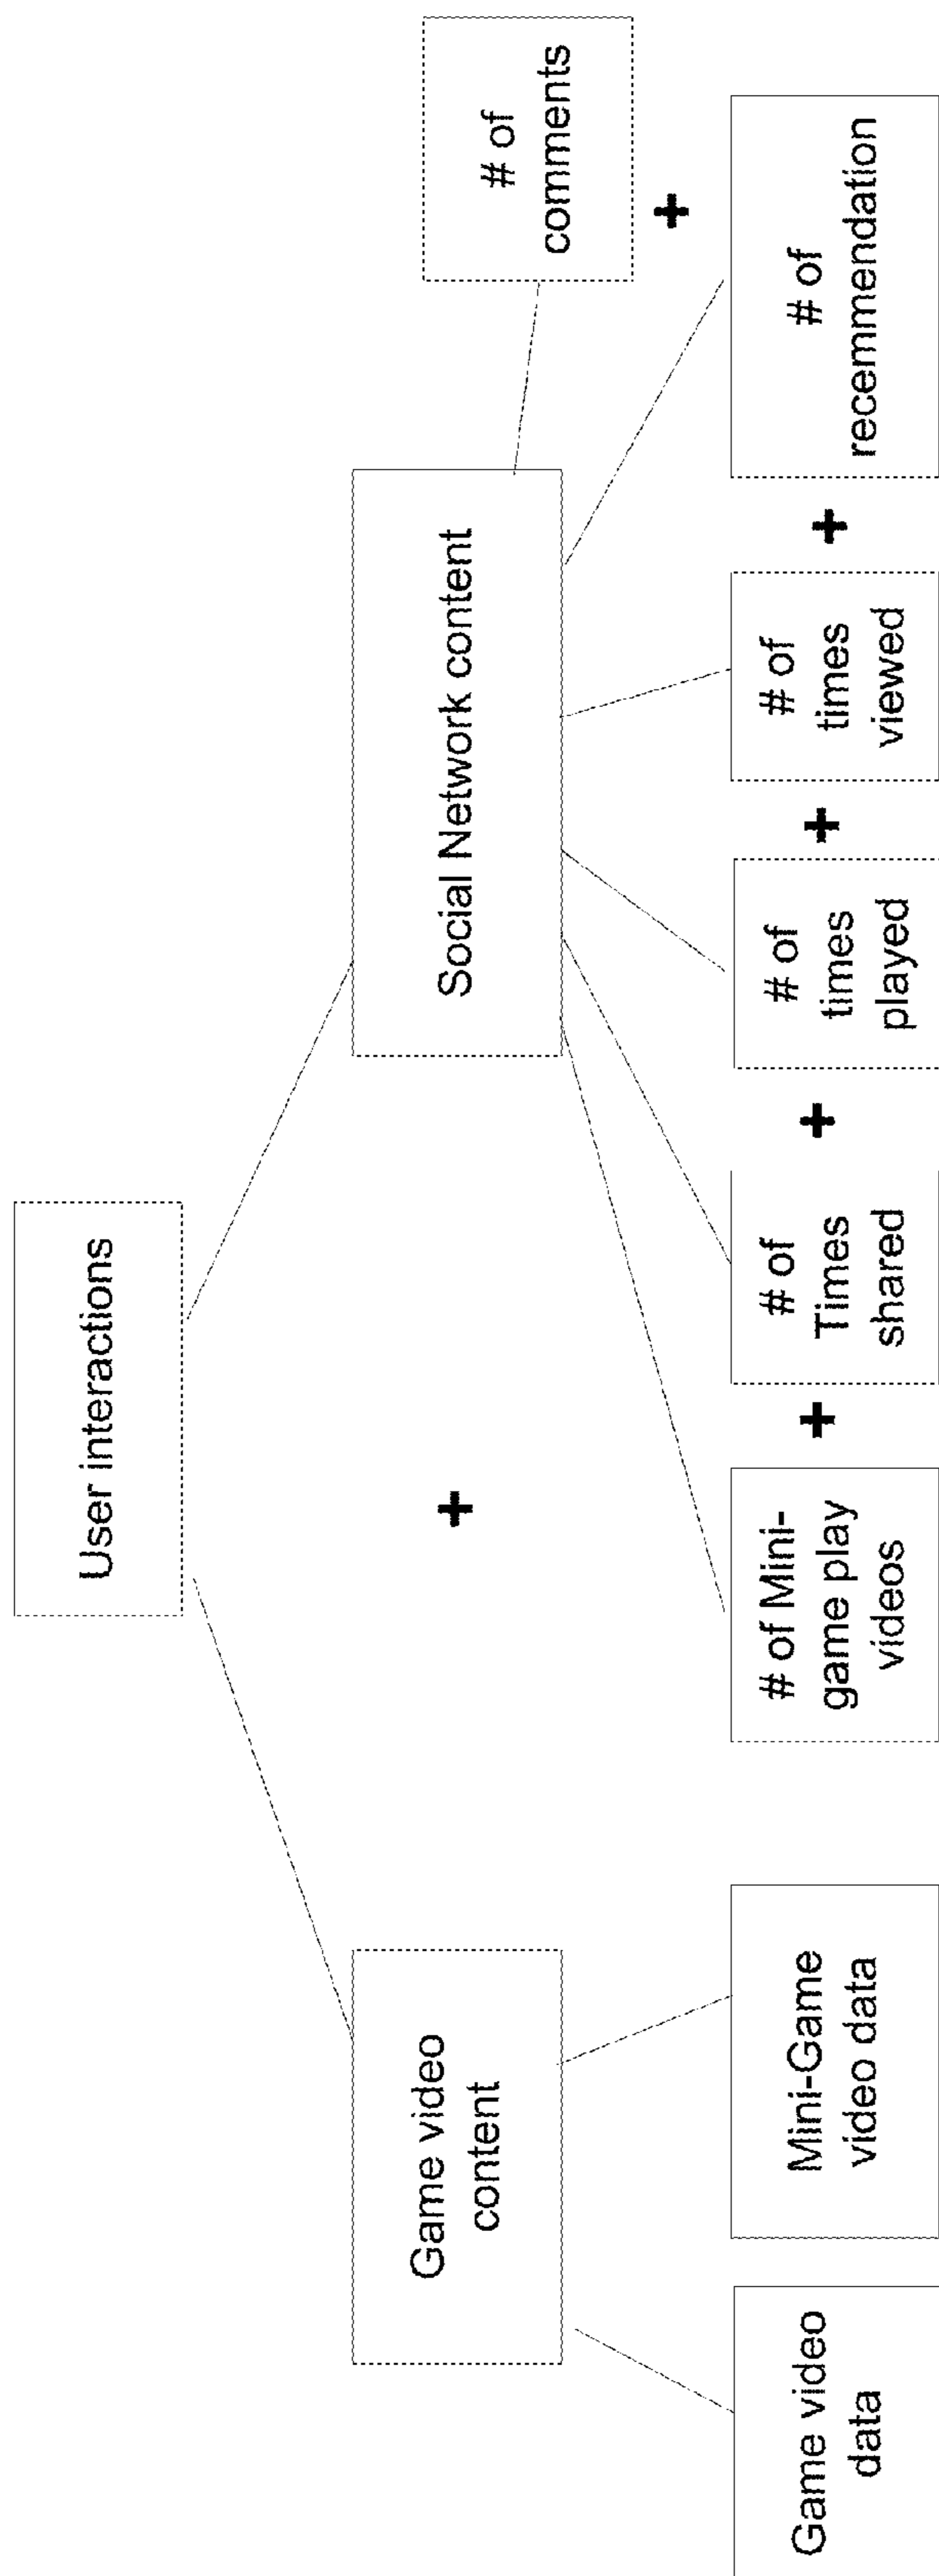 User interactions
Game video
content
+
Social Network content
# of
comments
+
Game video
data
Mini-Game
video data
# of Mini-
game play
videos
+
# of
Times
shared
+
# of
times
played
+
# of
times
viewed
+
# of
recemmendation